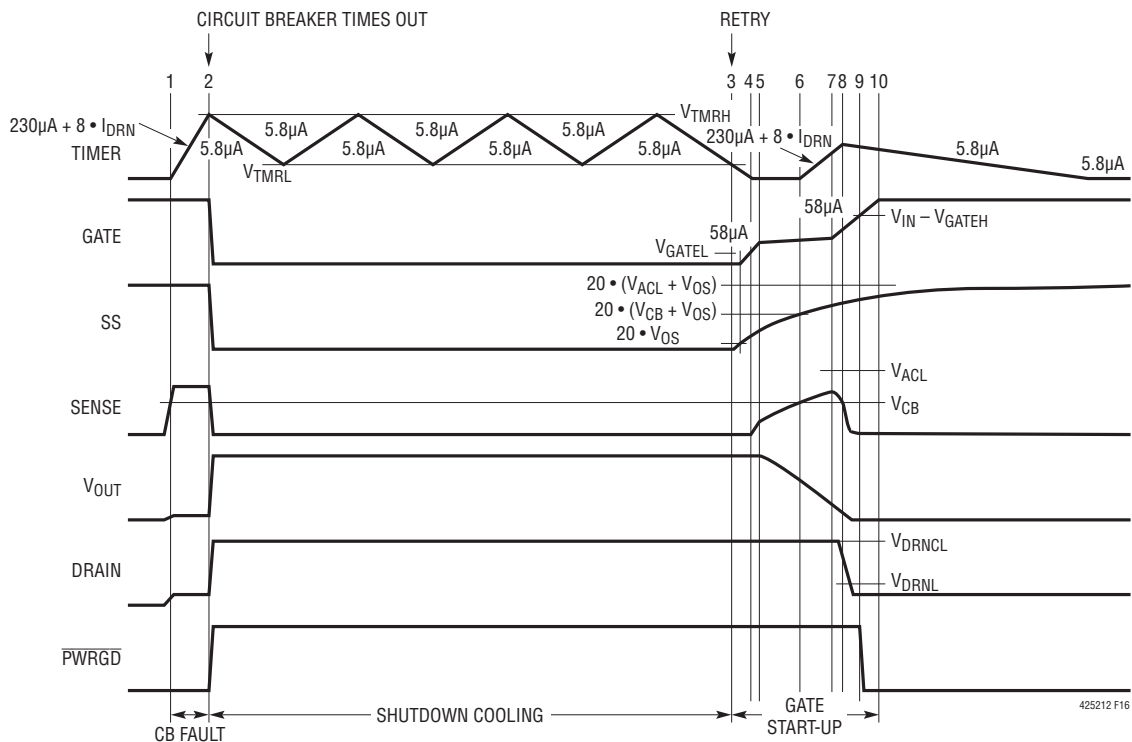 CIRCUIT BREAKER TIMES OUT
RETRY
1 2 3 4 5 6 7 8 9 10
230µA + 8 • I_DRN
TIMER
5.8µA 5.8µA 5.8µA
5.8µA 5.8µA 5.8µA 5.8µA
V_TMRH
V_TMRL
230µA + 8 • I_DRN
5.8µA
5.8µA
GATE
58µA
58µA
V_GATEL
V_IN – V_GATEH
SS
20 • (V_ACL + V_OS)
20 • (V_CB + V_OS)
20 • V_OS
SENSE
V_ACL
V_CB
V_OUT
DRAIN
V_DRNCL
V_DRNL
PWRGD
CB FAULT
SHUTDOWN COOLING
GATE
START-UP
425212 F16